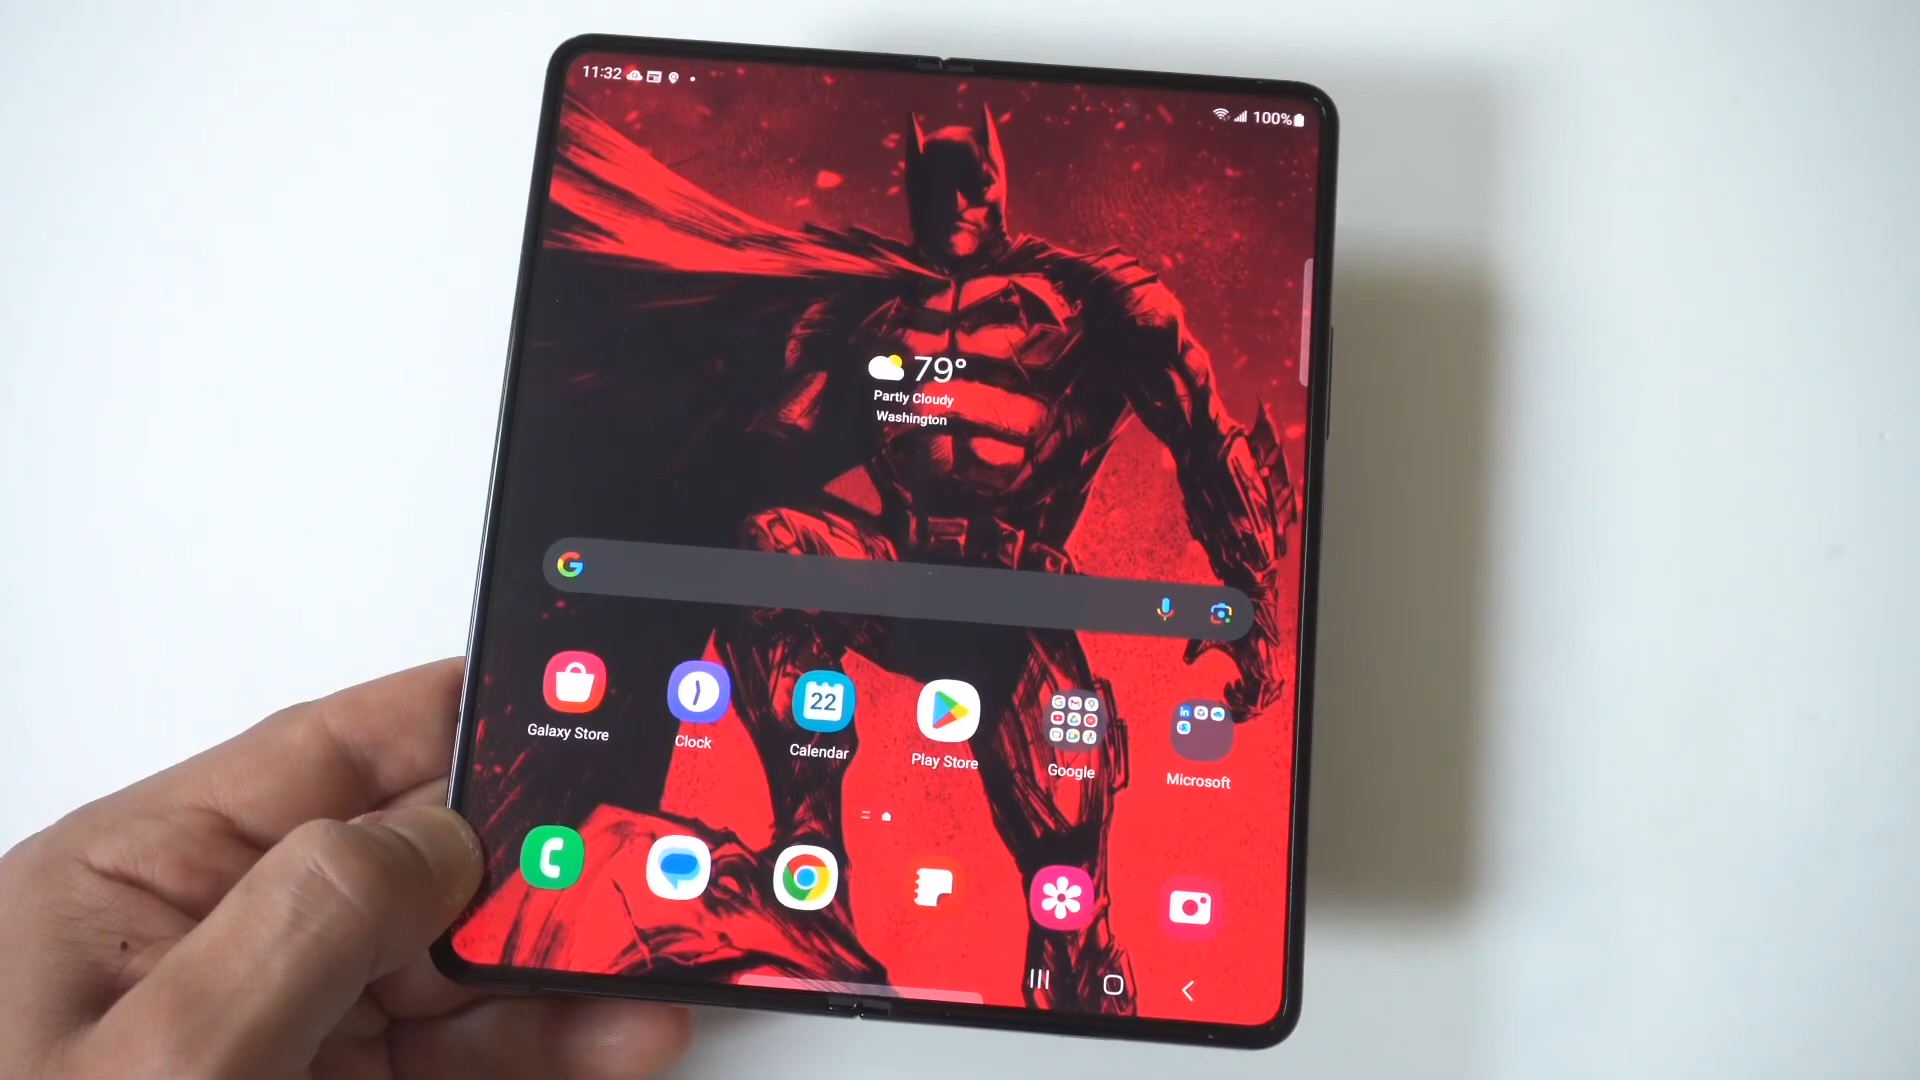 11:32
100%
79°
Partly Cloudy
Washington
Galaxy Store
Clock
22
Calendar
Play Store
Google
Microsoft